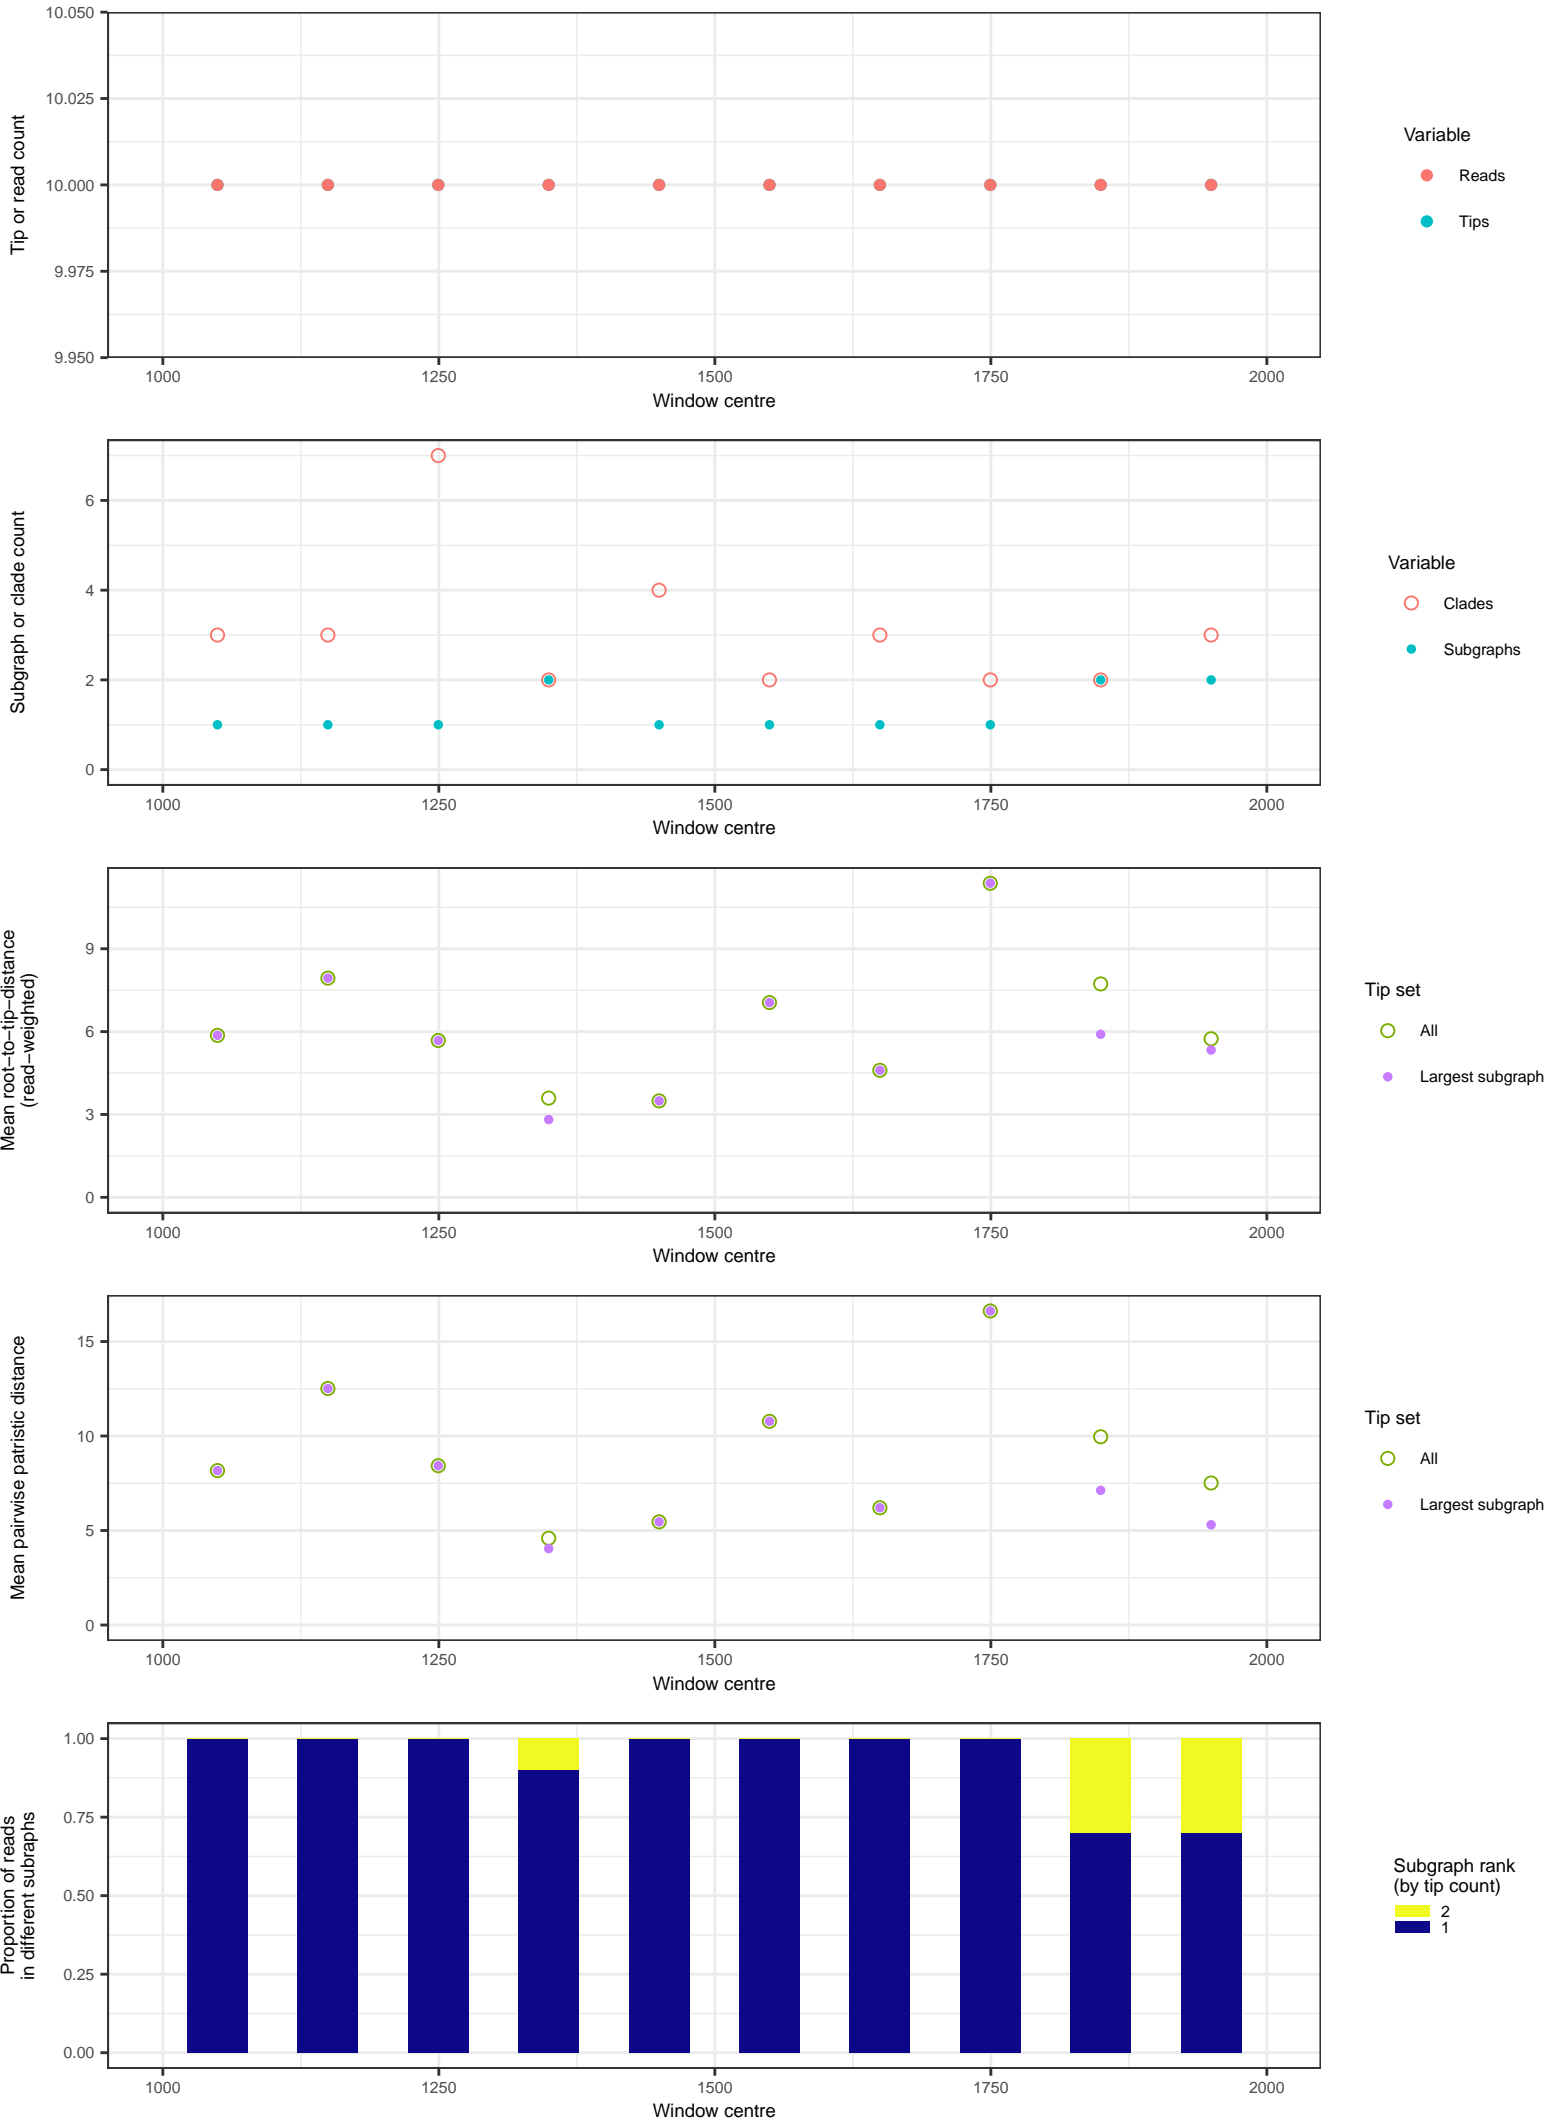 10.050
10.025
10.000
9.975
9.950
Tip or read count
1000 1250 1500 1750 2000
Window centre
Variable
Reads
Tips
6
4
2
0
Subgraph or clade count
1000 1250 1500 1750 2000
Window centre
Variable
Clades
Subgraphs
9
6
3
0
Mean root−to−tip−distance
(read−weighted)
1000 1250 1500 1750 2000
Window centre
Tip set
All
Largest subgraph
15
10
5
0
Mean pairwise patristic distance
1000 1250 1500 1750 2000
Window centre
Tip set
All
Largest subgraph
1.00
0.75
0.50
0.25
0.00
Proportion of reads
in different subraphs
1000 1250 1500 1750 2000
Window centre
Subgraph rank
(by tip count)
2
1